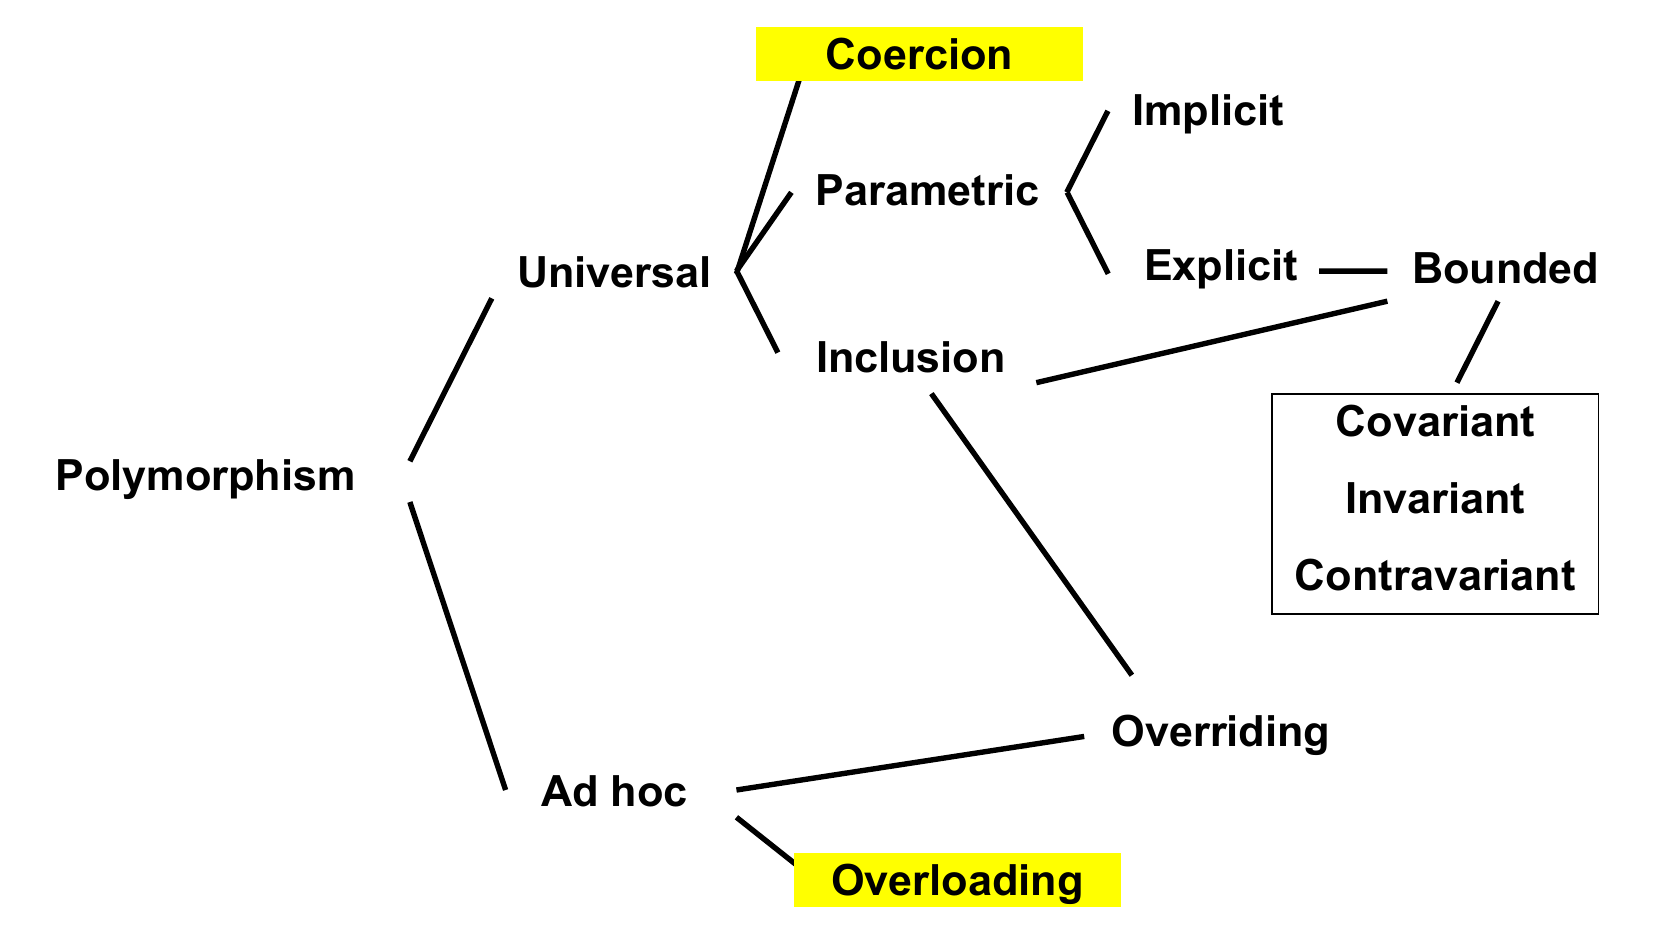 Coercion
Implicit
Parametric
Universal
Explicit
Bounded
Inclusion
Covariant
Polymorphism
Invariant
Contravariant
Overriding
Ad hoc
Overloading